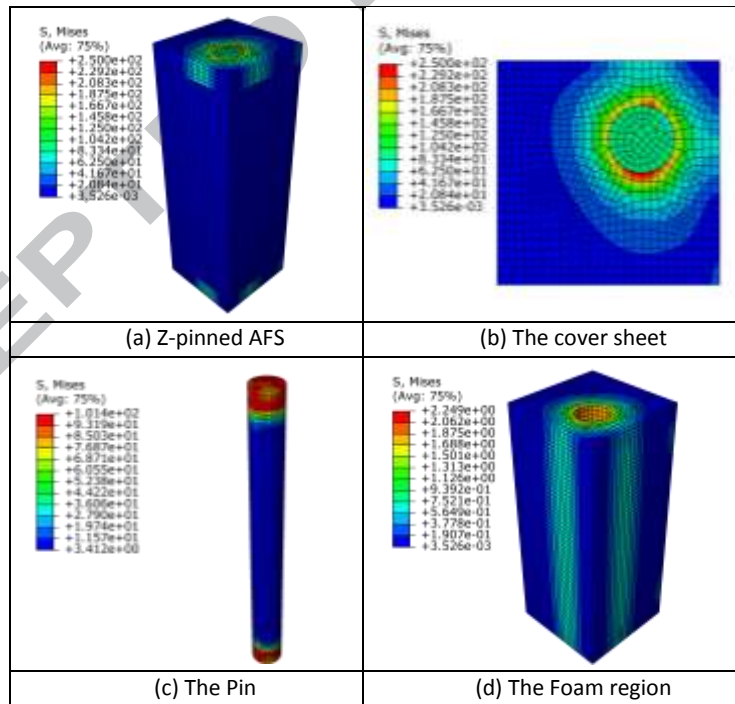 S, Mises
(Avg: 75%)
+2.500e+02
+2.292e+02
+2.083e+02
+1.875e+02
+1.667e+02
+1.458e+02
+1.250e+02
+1.042e+02
+8.334e+01
+6.250e+01
+4.167e+01
+2.084e+01
+3.526e-03
(a) Z-pinned AFS
S, Mises
(Avg: 75%)
+2.500e+02
+2.292e+02
+2.083e+02
+1.875e+02
+1.667e+02
+1.458e+02
+1.250e+02
+1.042e+02
+8.334e+01
+6.250e+01
+4.167e+01
+2.084e+01
+3.526e-03
(b) The cover sheet
S, Mises
(Avg: 75%)
+1.014e+02
+9.319e+01
+8.503e+01
+7.687e+01
+6.871e+01
+6.055e+01
+5.238e+01
+4.422e+01
+3.606e+01
+2.790e+01
+1.974e+01
+1.157e+01
+3.412e+00
(c) The Pin
S, Mises
(Avg: 75%)
+2.249e+00
+2.062e+00
+1.875e+00
+1.688e+00
+1.501e+00
+1.313e+00
+1.126e+00
+9.392e-01
+7.521e-01
+5.649e-01
+3.778e-01
+1.907e-01
+3.526e-03
(d) The Foam region
EPT